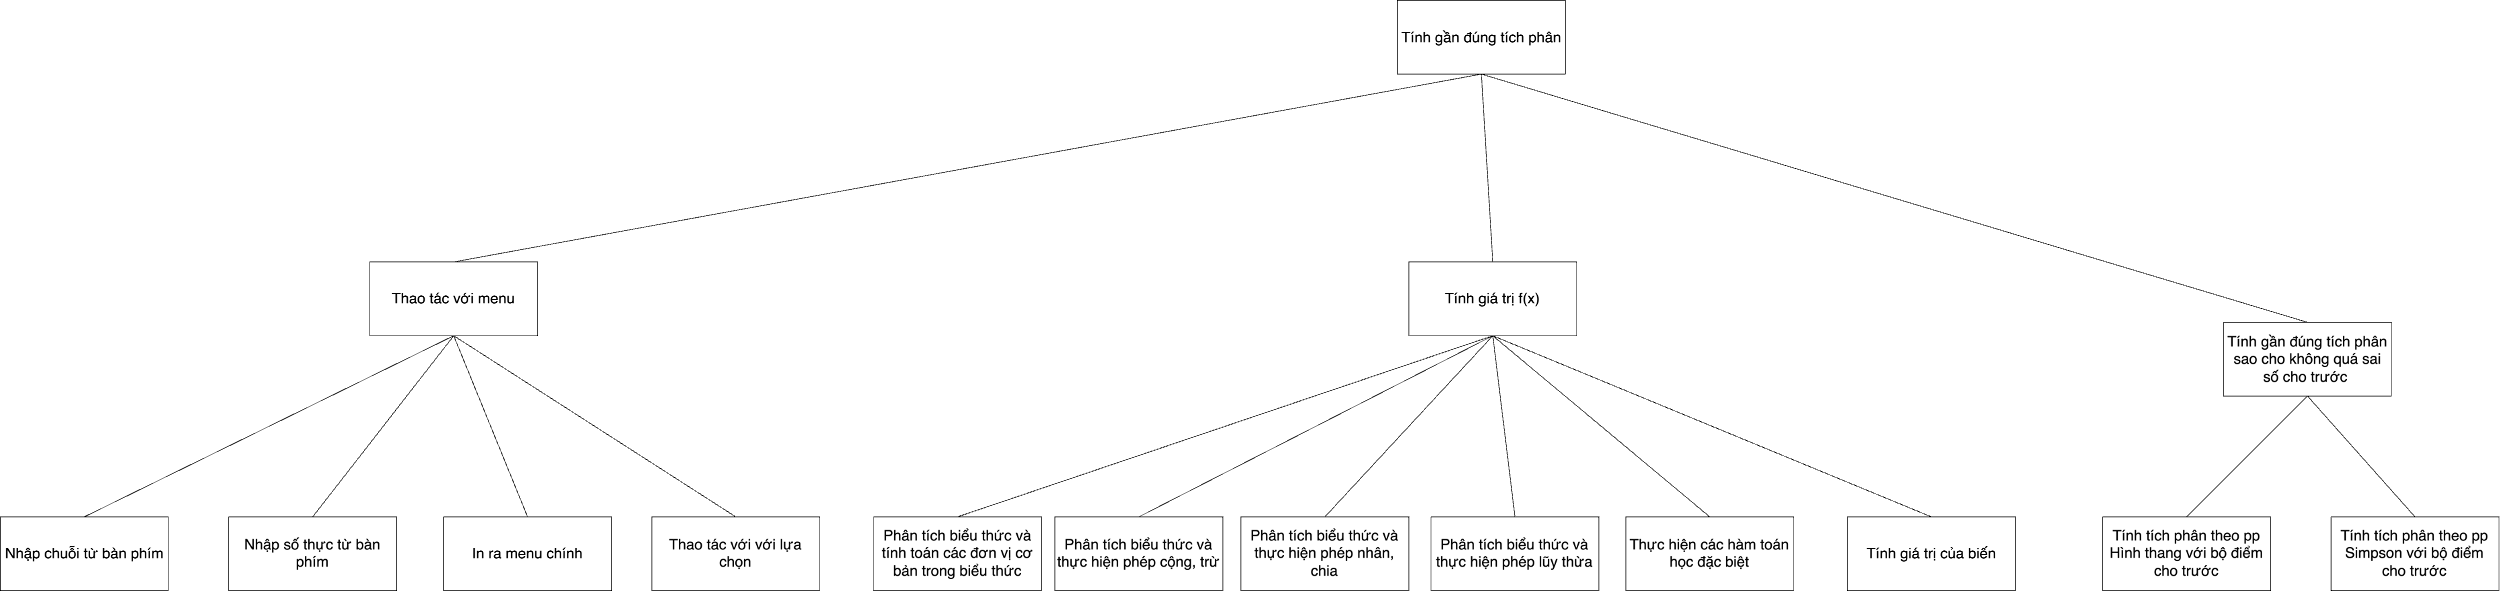 Tính gần đúng tích phân
Thao tác với menu
Tính giá trị f(x)
Tính gần đúng tích phân
sao cho không quá sai
số cho trước
Nhập chuỗi từ bàn phím
Nhập số thực từ bàn
phím
In ra menu chính
Thao tác với với lựa
chọn
Phân tích biểu thức và
tính toán các đơn vị cơ
bản trong biểu thức
Phân tích biểu thức và
thực hiện phép cộng, trừ
Phân tích biểu thức và
thực hiện phép nhân,
chia
Phân tích biểu thức và
thực hiện phép lũy thừa
Thực hiện các hàm toán
học đặc biệt
Tính giá trị của biến
Tính tích phân theo pp
Hình thang với bộ điểm
cho trước
Tính tích phân theo pp
Simpson với bộ điểm
cho trước